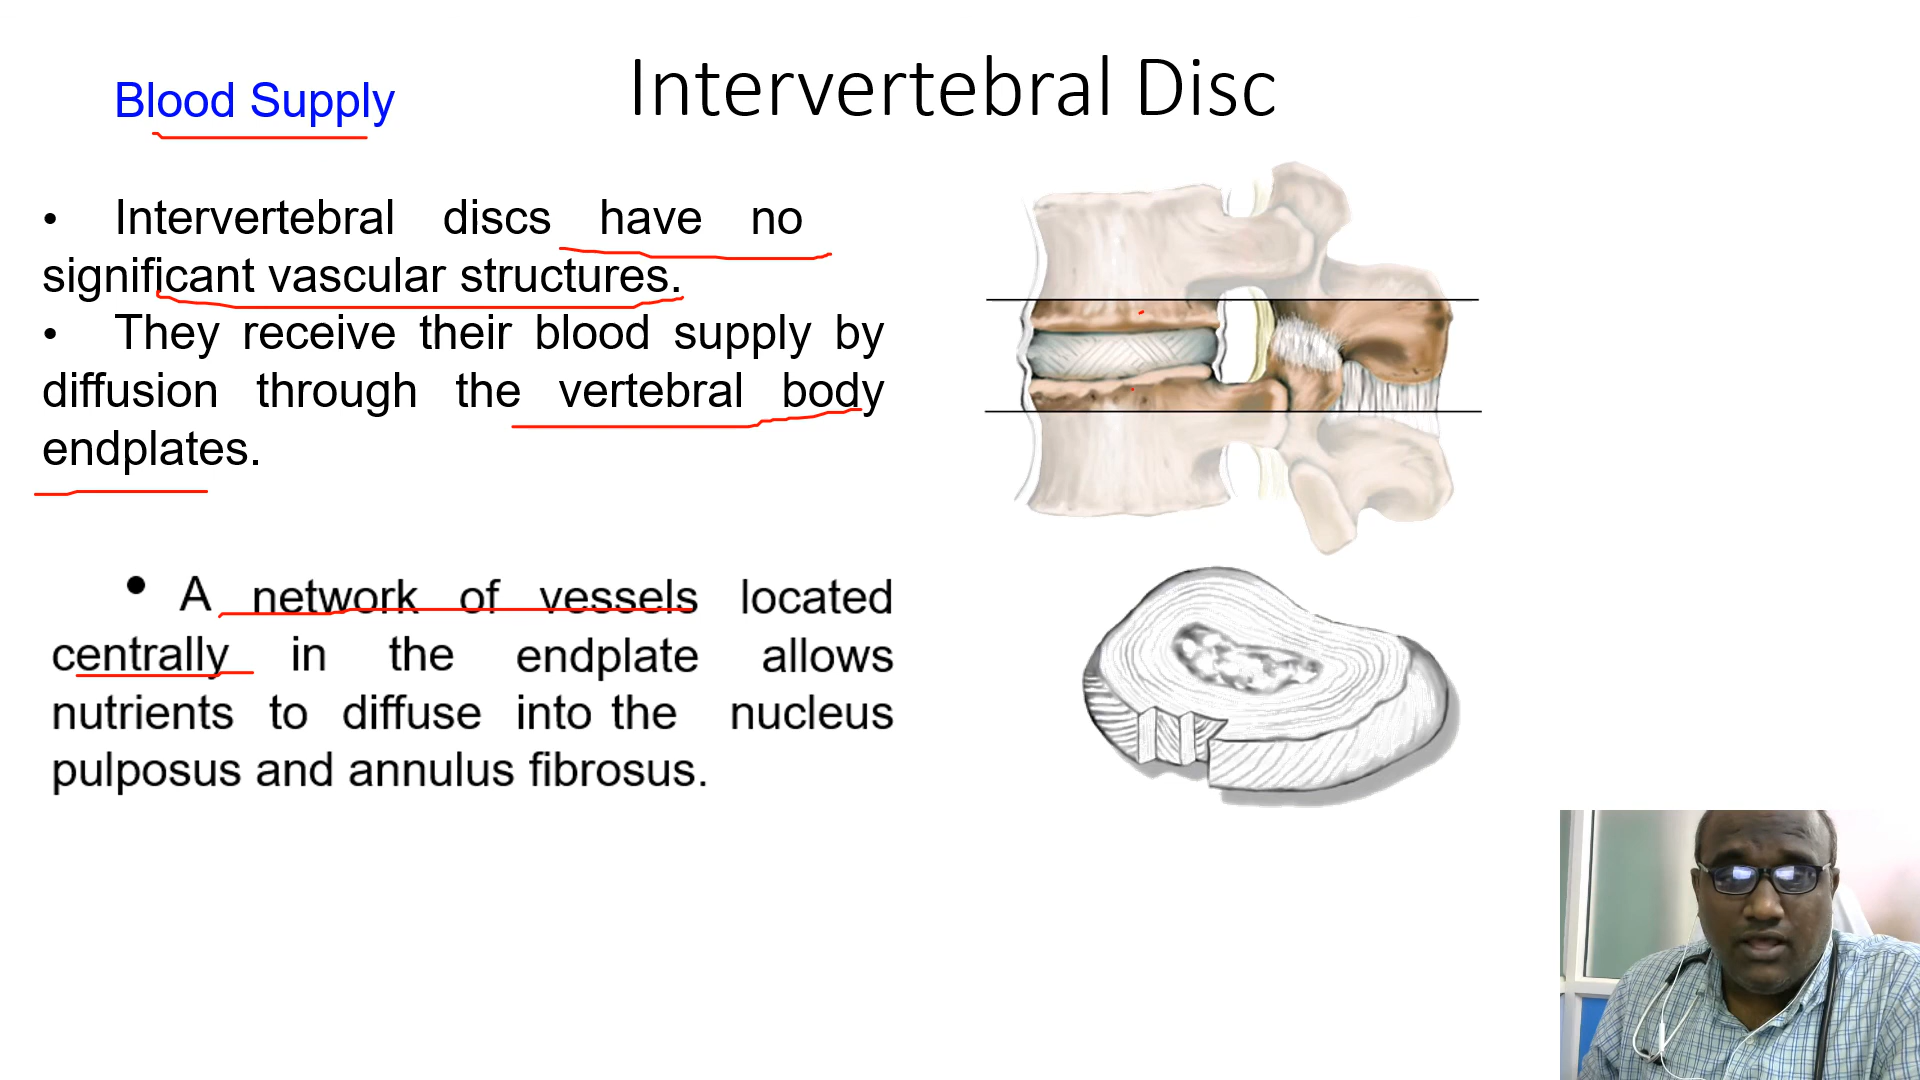 Intervertebral Disc
Blood Supply
• Intervertebral discs have no
significant vascular structures.
• They receive their blood supply by
diffusion through the vertebral body
endplates.
• A network of vessels located
centrally in the endplate allows
nutrients to diffuse into the nucleus
pulposus and annulus fibrosus.